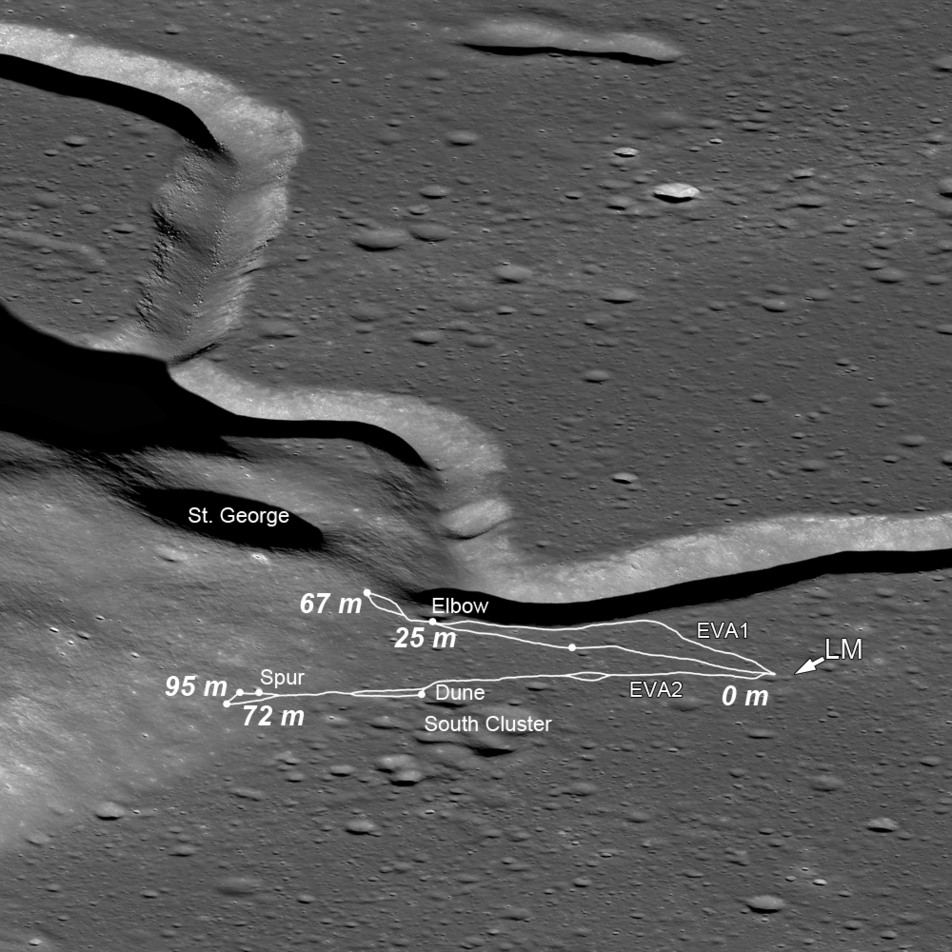 St. George
67 m
Elbow
25 m
EVA1
LM
95 m
Spur
72 m
Dune
EVA2
0 m
South Cluster